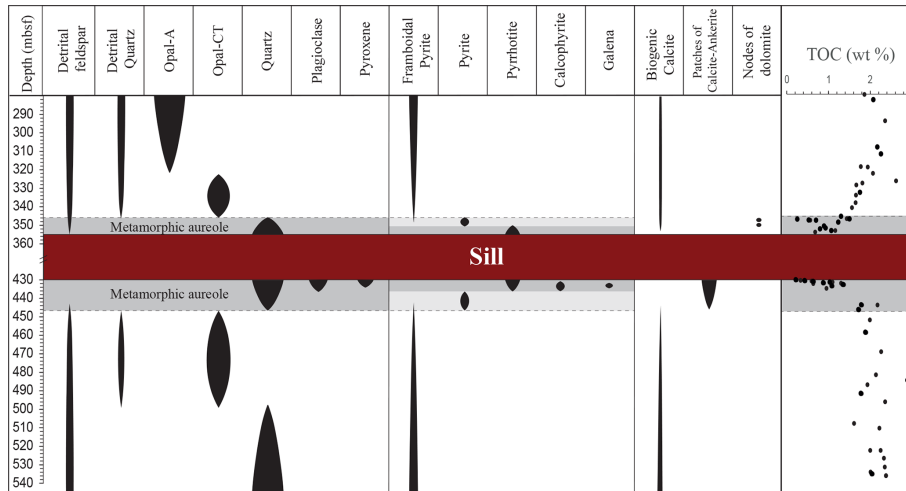 Depth (mbsf)
Detrital
feldspar
Detrital
Quartz
Opal-A
Opal-CT
Quartz
Plagioclase
Pyroxene
Framboidal
Pyrite
Pyrite
Pyrrhotite
Calcophyrite
Galena
Biogenic
Calcite
Patches of
Calcite-Ankerite
Nodes of
dolomite
TOC (wt %)
0 1 2
290
300
310
320
330
340
350
360
430
440
450
460
470
480
490
500
510
520
530
540
Metamorphic aureole
Sill
Metamorphic aureole